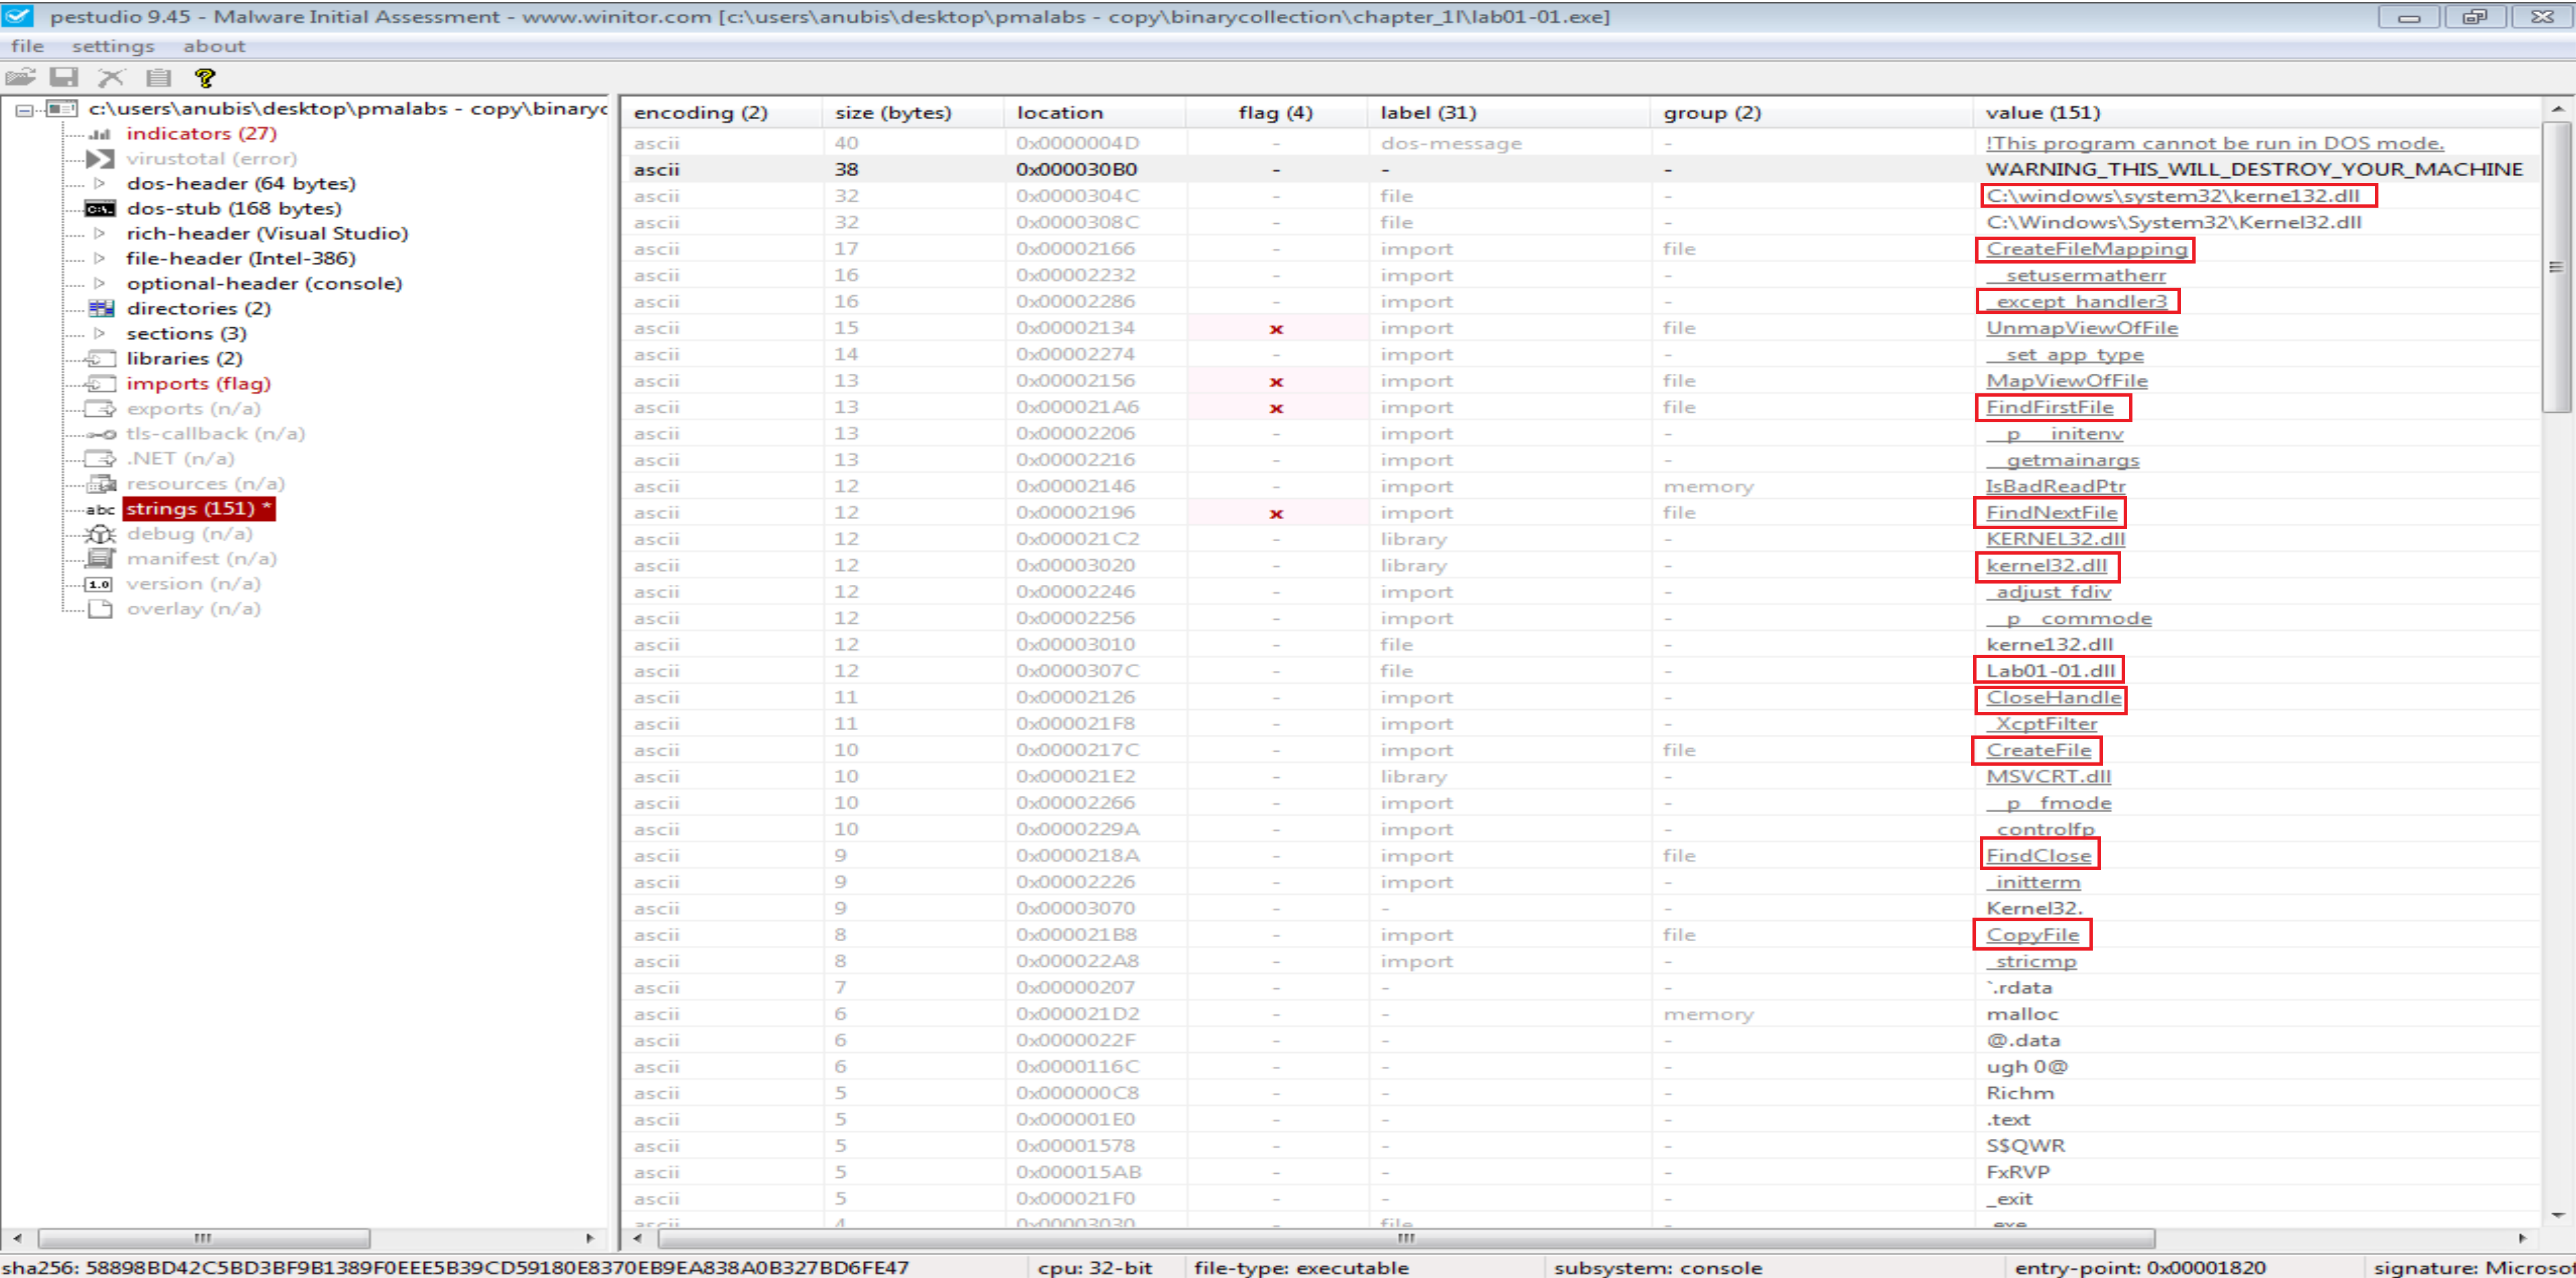 pestudio 9.45 - Malware Initial Assessment - www.winitor.com [c:\users\anubis\desktop\pmalabs - copy\binarycollection\chapter_1l\lab01-01.exe]
file settings about
c:\users\anubis\desktop\pmalabs - copy\binaryc
indicators (27)
virustotal (error)
dos-header (64 bytes)
dos-stub (168 bytes)
rich-header (Visual Studio)
file-header (Intel-386)
optional-header (console)
directories (2)
sections (3)
libraries (2)
imports (flag)
exports (n/a)
tls-callback (n/a)
.NET (n/a)
resources (n/a)
abc strings (151) *
debug (n/a)
manifest (n/a)
1.0 version (n/a)
overlay (n/a)
encoding (2) size (bytes) location flag (4) label (31) group (2) value (151)
ascii 40 0x0000004D - dos-message - !This program cannot be run in DOS mode.
ascii 38 0x000030B0 - - - WARNING_THIS_WILL_DESTROY_YOUR_MACHINE
ascii 32 0x0000304C - file - C:\windows\system32\kerne132.dll
ascii 32 0x0000308C - file - C:\Windows\System32\Kernel32.dll
ascii 17 0x00002166 - import file CreateFileMapping
ascii 16 0x00002232 - import - __setusermatherr
ascii 16 0x00002286 - import - _except_handler3
ascii 15 0x00002134 x import file UnmapViewOfFile
ascii 14 0x00002274 - import - __set_app_type
ascii 13 0x00002156 x import file MapViewOfFile
ascii 13 0x000021A6 x import file FindFirstFile
ascii 13 0x00002206 - import - __p___initenv
ascii 13 0x00002216 - import - __getmainargs
ascii 12 0x00002146 - import memory IsBadReadPtr
ascii 12 0x00002196 x import file FindNextFile
ascii 12 0x000021C2 - library - KERNEL32.dll
ascii 12 0x00003020 - library - kernel32.dll
ascii 12 0x00002246 - import - _adjust_fdiv
ascii 12 0x00002256 - import - __p__commode
ascii 12 0x00003010 - file - kerne132.dll
ascii 12 0x0000307C - file - Lab01-01.dll
ascii 11 0x00002126 - import - CloseHandle
ascii 11 0x000021F8 - import - _XcptFilter
ascii 10 0x0000217C - import file CreateFile
ascii 10 0x000021E2 - library - MSVCRT.dll
ascii 10 0x00002266 - import - __p__fmode
ascii 10 0x0000229A - import - _controlfp
ascii 9 0x0000218A - import file FindClose
ascii 9 0x00002226 - import - _initterm
ascii 9 0x00003070 - - - Kernel32.
ascii 8 0x000021B8 - import file CopyFile
ascii 8 0x000022A8 - import - _stricmp
ascii 7 0x00000207 - - - `.rdata
ascii 6 0x000021D2 - - memory malloc
ascii 6 0x0000022F - - - @.data
ascii 6 0x0000116C - - - ugh 0@
ascii 5 0x000000C8 - - - Richm
ascii 5 0x000001E0 - - - .text
ascii 5 0x00001578 - - - S$QWR
ascii 5 0x000015AB - - - FxRVP
ascii 5 0x000021F0 - - - _exit
ascii 4 0x00003030 - file - .exe
sha256: 58898BD42C5BD3BF9B1389F0EEE5B39CD59180E8370EB9EA838A0B327BD6FE47 cpu: 32-bit file-type: executable subsystem: console entry-point: 0x00001820 signature: Microsof